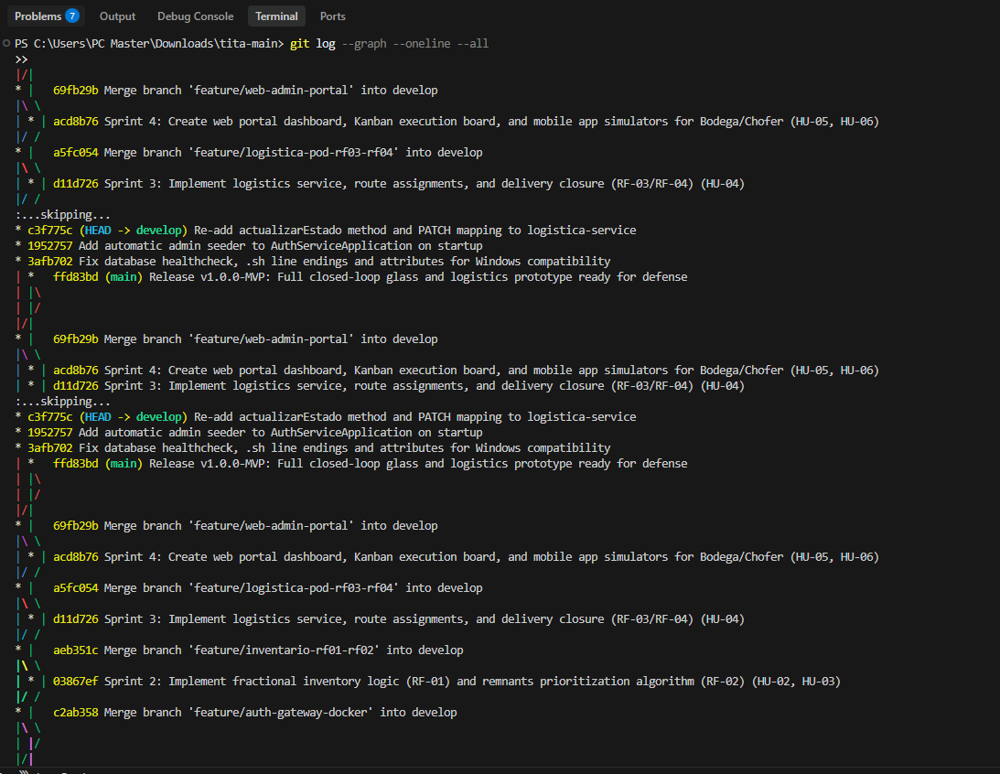 Problems 7 Output Debug Console Terminal Ports
PS C:\Users\PC Master\Downloads\tita-main> git log --graph --oneline --all
>>
|/|
* |   69fb29b Merge branch 'feature/web-admin-portal' into develop
|\ \
| * | acd8b76 Sprint 4: Create web portal dashboard, Kanban execution board, and mobile app simulators for Bodega/Chofer (HU-05, HU-06)
|/ /
* |   a5fc054 Merge branch 'feature/logistica-pod-rf03-rf04' into develop
|\ \
| * | d11d726 Sprint 3: Implement logistics service, route assignments, and delivery closure (RF-03/RF-04) (HU-04)
|/ /
:...skipping...
* c3f775c (HEAD -> develop) Re-add actualizarEstado method and PATCH mapping to logistica-service
* 1952757 Add automatic admin seeder to AuthServiceApplication on startup
* 3afb702 Fix database healthcheck, .sh line endings and attributes for Windows compatibility
| *   ffd83bd (main) Release v1.0.0-MVP: Full closed-loop glass and logistics prototype ready for defense
| |\
| |/
|/|
* |   69fb29b Merge branch 'feature/web-admin-portal' into develop
|\ \
| * | acd8b76 Sprint 4: Create web portal dashboard, Kanban execution board, and mobile app simulators for Bodega/Chofer (HU-05, HU-06)
| * | d11d726 Sprint 3: Implement logistics service, route assignments, and delivery closure (RF-03/RF-04) (HU-04)
:...skipping...
* c3f775c (HEAD -> develop) Re-add actualizarEstado method and PATCH mapping to logistica-service
* 1952757 Add automatic admin seeder to AuthServiceApplication on startup
* 3afb702 Fix database healthcheck, .sh line endings and attributes for Windows compatibility
| *   ffd83bd (main) Release v1.0.0-MVP: Full closed-loop glass and logistics prototype ready for defense
| |\
| |/
|/|
* |   69fb29b Merge branch 'feature/web-admin-portal' into develop
|\ \
| * | acd8b76 Sprint 4: Create web portal dashboard, Kanban execution board, and mobile app simulators for Bodega/Chofer (HU-05, HU-06)
|/ /
* |   a5fc054 Merge branch 'feature/logistica-pod-rf03-rf04' into develop
|\ \
| * | d11d726 Sprint 3: Implement logistics service, route assignments, and delivery closure (RF-03/RF-04) (HU-04)
|/ /
* |   aeb351c Merge branch 'feature/inventario-rf01-rf02' into develop
|\ \
| * | 03867ef Sprint 2: Implement fractional inventory logic (RF-01) and remnants prioritization algorithm (RF-02) (HU-02, HU-03)
|/ /
* |   c2ab358 Merge branch 'feature/auth-gateway-docker' into develop
|\ \
| |/
|/|